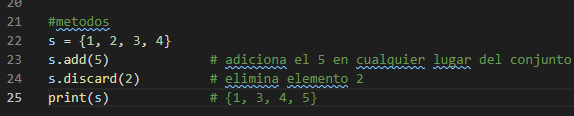 20
21 #metodos
22 s = {1, 2, 3, 4}
23 s.add(5) # adiciona el 5 en cualquier lugar del conjunto
24 s.discard(2) # elimina elemento 2
25 print(s) # {1, 3, 4, 5}